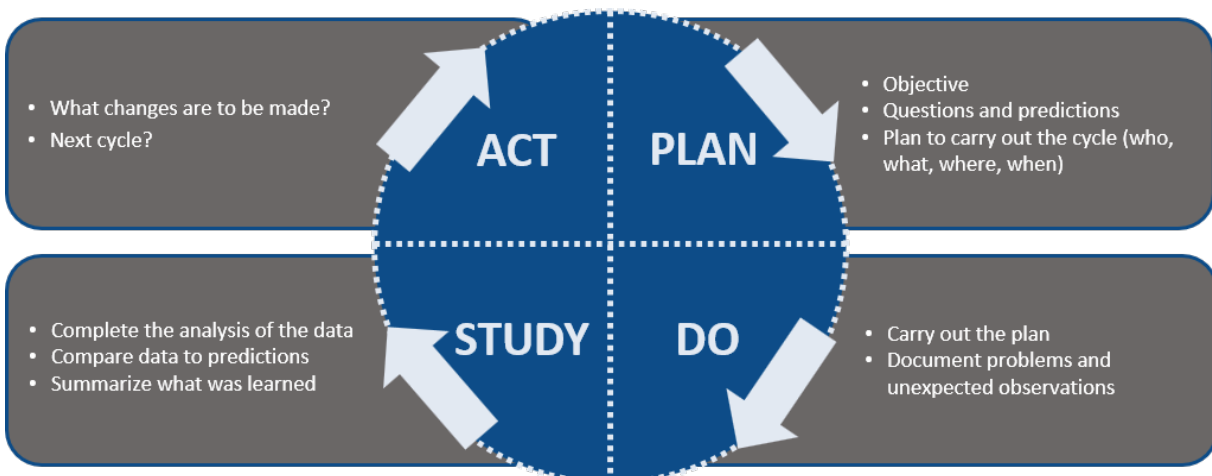 • What changes are to be made?
• Next cycle?
ACT
PLAN
• Objective
• Questions and predictions
• Plan to carry out the cycle (who,
what, where, when)
• Complete the analysis of the data
• Compare data to predictions
• Summarize what was learned
STUDY
DO
• Carry out the plan
• Document problems and
unexpected observations